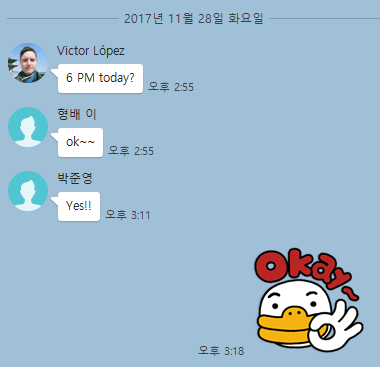 2017년 11월 28일 화요일
Victor López
6 PM today?
오후 2:55
형배 이
ok~~
오후 2:55
박준영
Yes!!
오후 3:11
Okay~
오후 3:18